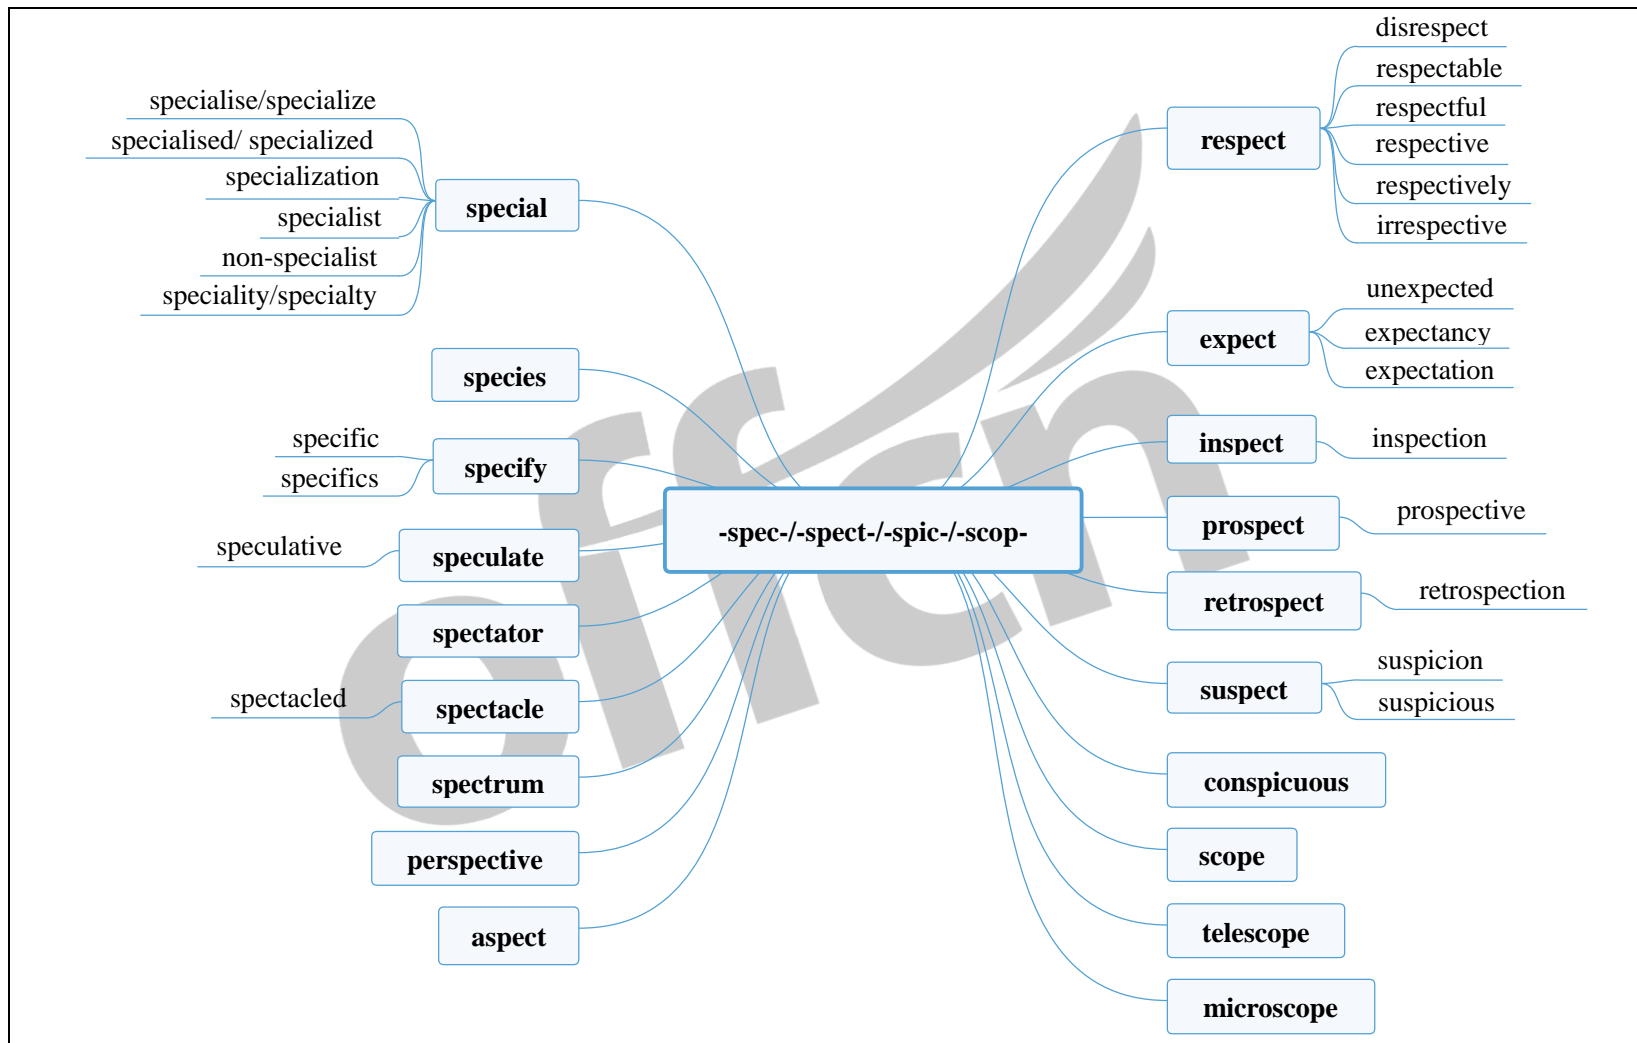 -spec-/-spect-/-spic-/-scop-
special
specialise/specialize
specialised/ specialized
specialization
specialist
non-specialist
speciality/specialty
species
specify
specific
specifics
speculate
speculative
spectator
spectacle
spectacled
spectrum
perspective
aspect
respect
disrespect
respectable
respectful
respective
respectively
irrespective
expect
unexpected
expectancy
expectation
inspect
inspection
prospect
prospective
retrospect
retrospection
suspect
suspicion
suspicious
conspicuous
scope
telescope
microscope
offcn